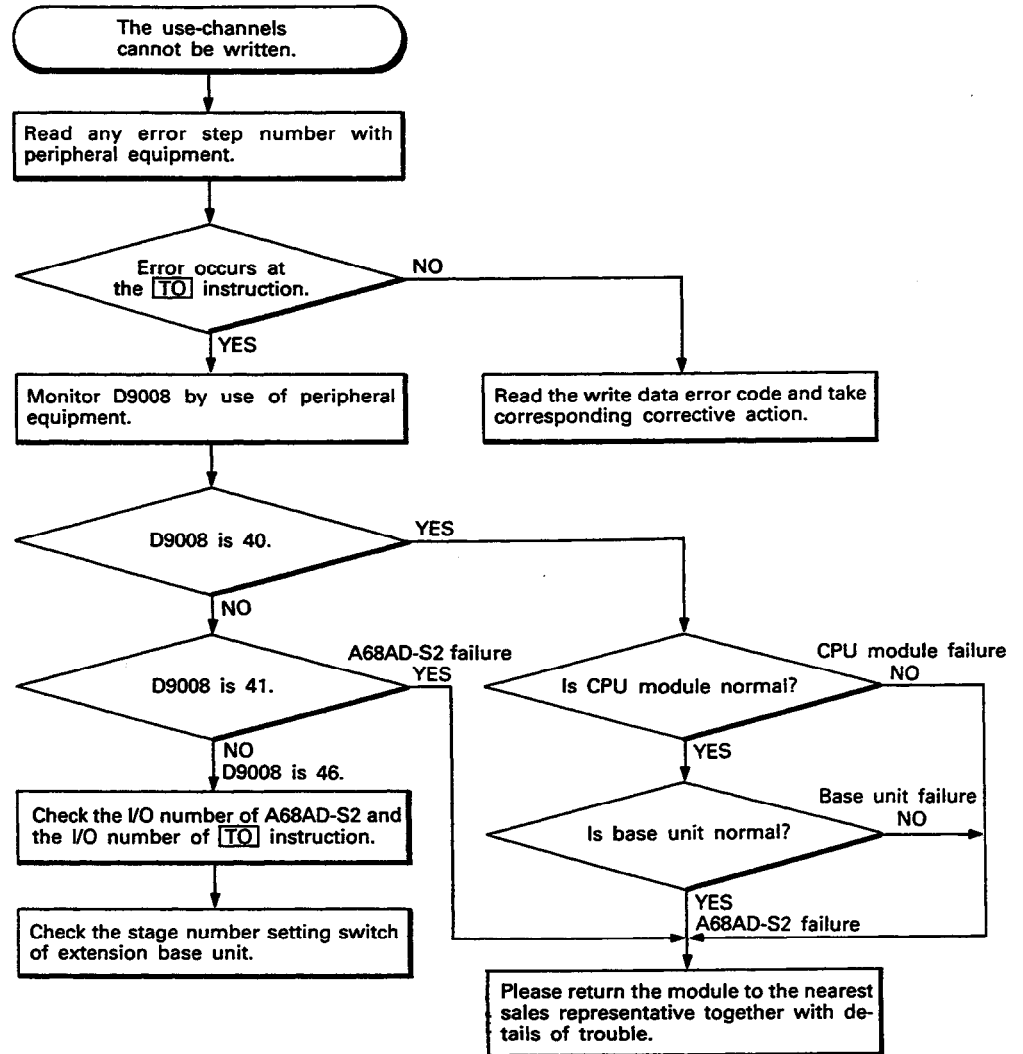 The use-channels
cannot be written.
Read any error step number with
peripheral equipment.
Error occurs at
the TO instruction.
NO
YES
Monitor D9008 by use of peripheral
equipment.
Read the write data error code and take
corresponding corrective action.
D9008 is 40.
YES
NO
D9008 is 41.
A68AD-S2 failure
YES
Is CPU module normal?
CPU module failure
NO
NO
D9008 is 46.
YES
Check the I/O number of A68AD-S2 and
the I/O number of TO instruction.
Is base unit normal?
Base unit failure
NO
YES
A68AD-S2 failure
Check the stage number setting switch
of extension base unit.
Please return the module to the nearest
sales representative together with de-
tails of trouble.